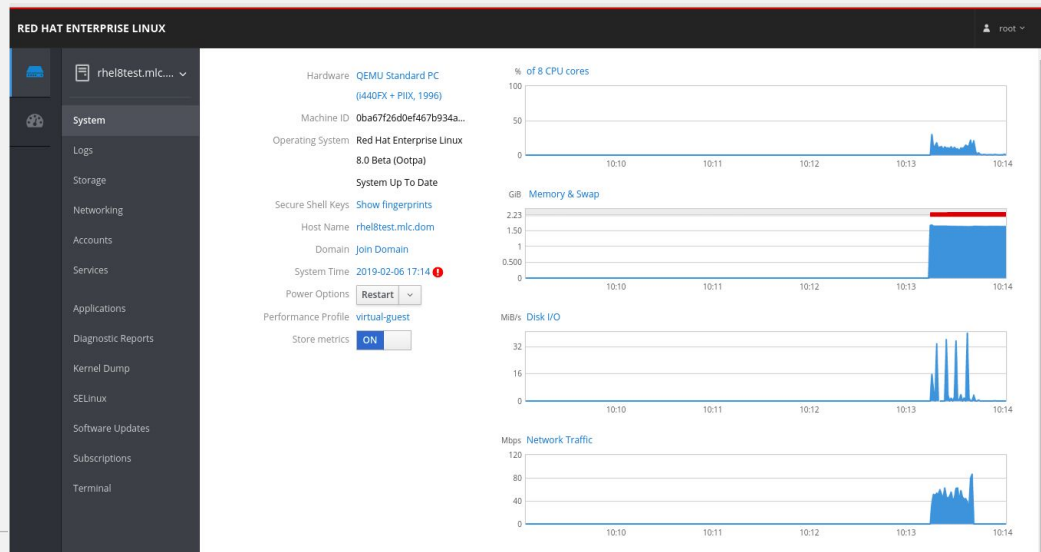 RED HAT ENTERPRISE LINUX
root
rhel8test.mlc....
System
Logs
Storage
Networking
Accounts
Services
Applications
Diagnostic Reports
Kernel Dump
SELinux
Software Updates
Subscriptions
Terminal
Hardware QEMU Standard PC
(i440FX + PIIX, 1996)
Machine ID 0ba67f26d0ef467b934a...
Operating System Red Hat Enterprise Linux
8.0 Beta (Ootpa)
System Up To Date
Secure Shell Keys Show fingerprints
Host Name rhel8test.mlc.dom
Domain Join Domain
System Time 2019-02-06 17:14
Power Options Restart
Performance Profile virtual-guest
Store metrics ON
% of 8 CPU cores
100
50
0
10:10 10:11 10:12 10:13 10:14
GiB Memory & Swap
2.23
1.50
1
0.500
0
10:10 10:11 10:12 10:13 10:14
MiB/s Disk I/O
32
16
0
10:10 10:11 10:12 10:13 10:14
Mbps Network Traffic
120
80
40
0
10:10 10:11 10:12 10:13 10:14